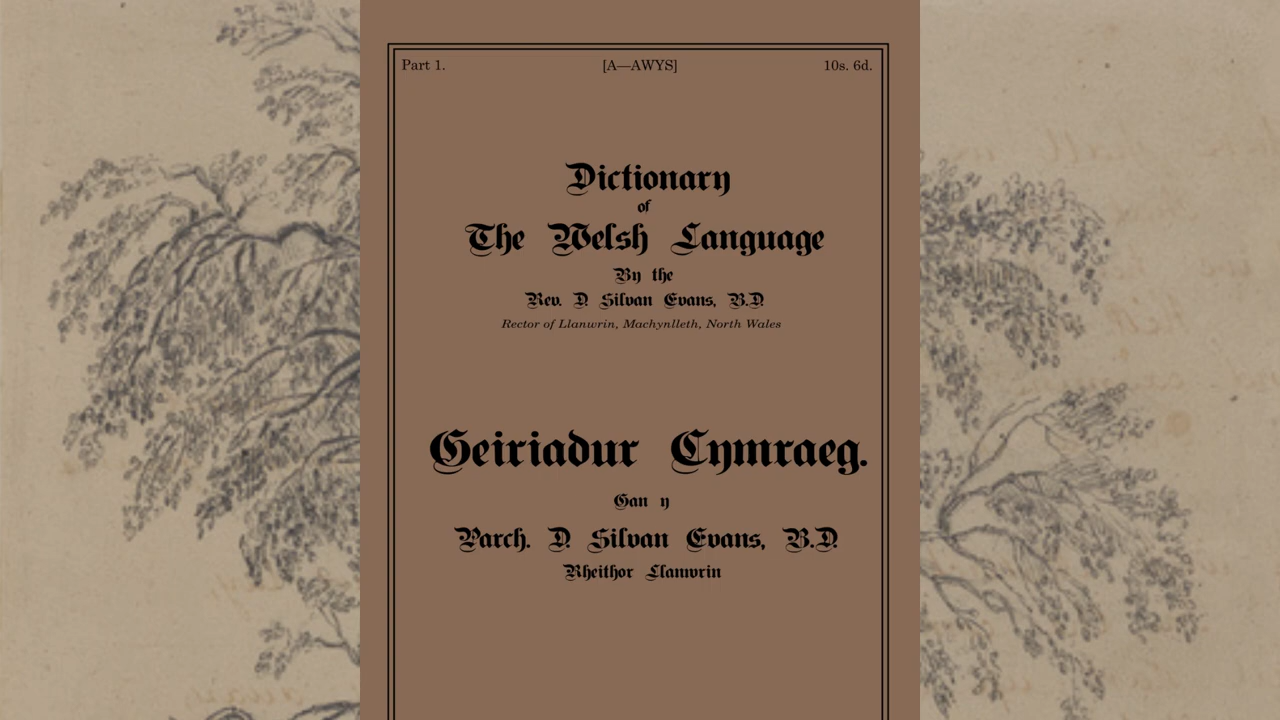 Part 1. [A—AWYS] 10s. 6d.
Dictionary
of
The Welsh Language
By the
Rev. D. Silvan Evans, B.D.
Rector of Llanwrin, Machynlleth, North Wales
Geiriadur Cymraeg.
Gan y
Parch. D. Silvan Evans, B.D.
Rheithor Llanwrin